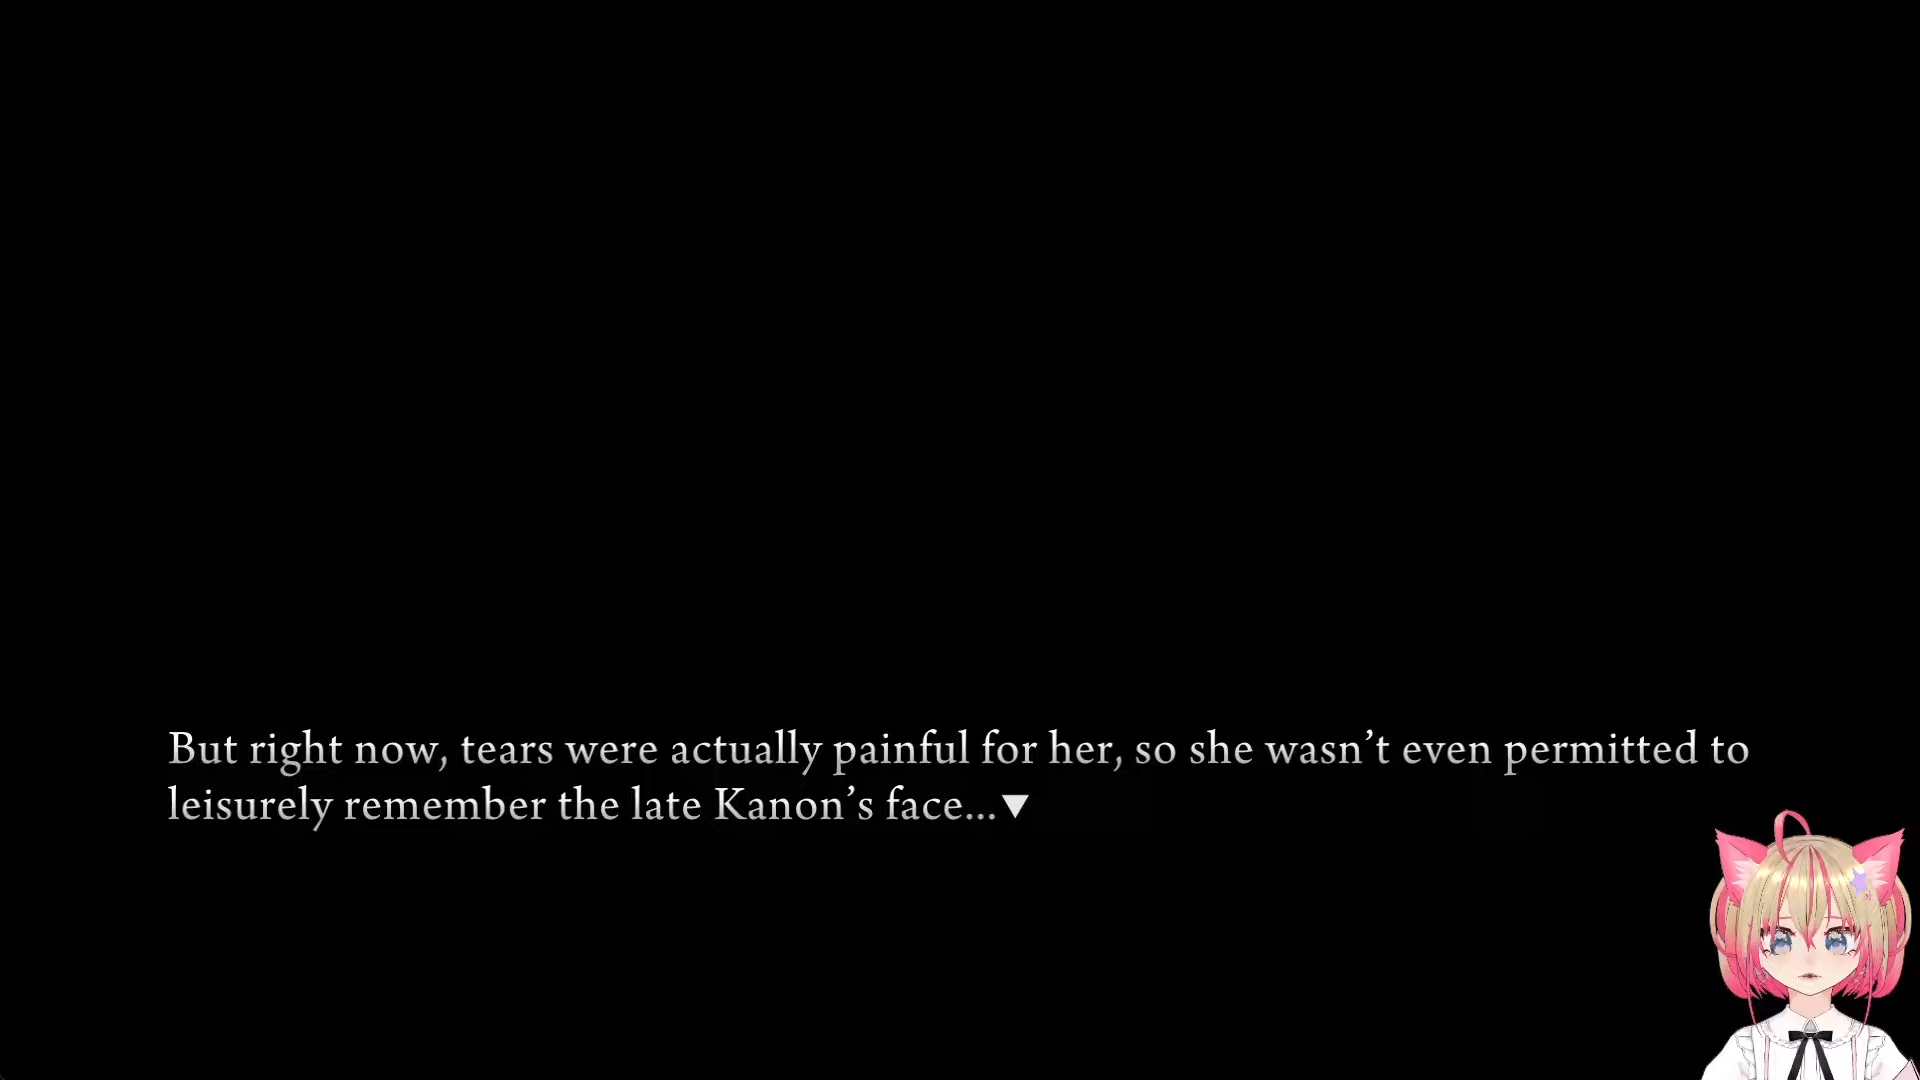 But right now, tears were actually painful for her, so she wasn’t even permitted to
leisurely remember the late Kanon’s face...▼